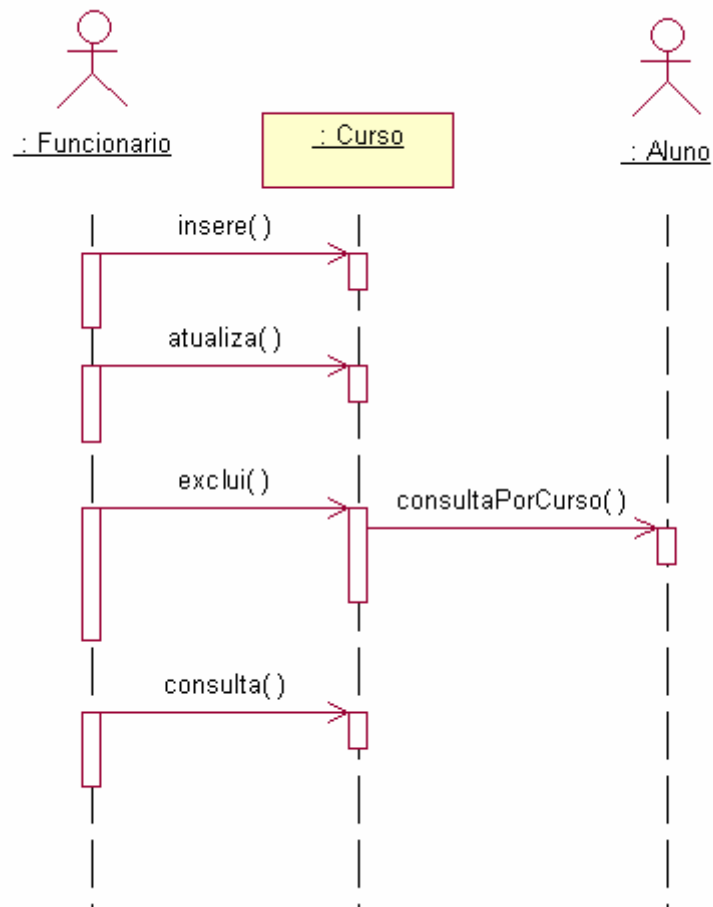 : Funcionario
: Curso
: Aluno
insere( )
atualiza( )
exclui( )
consultaPorCurso( )
consulta( )